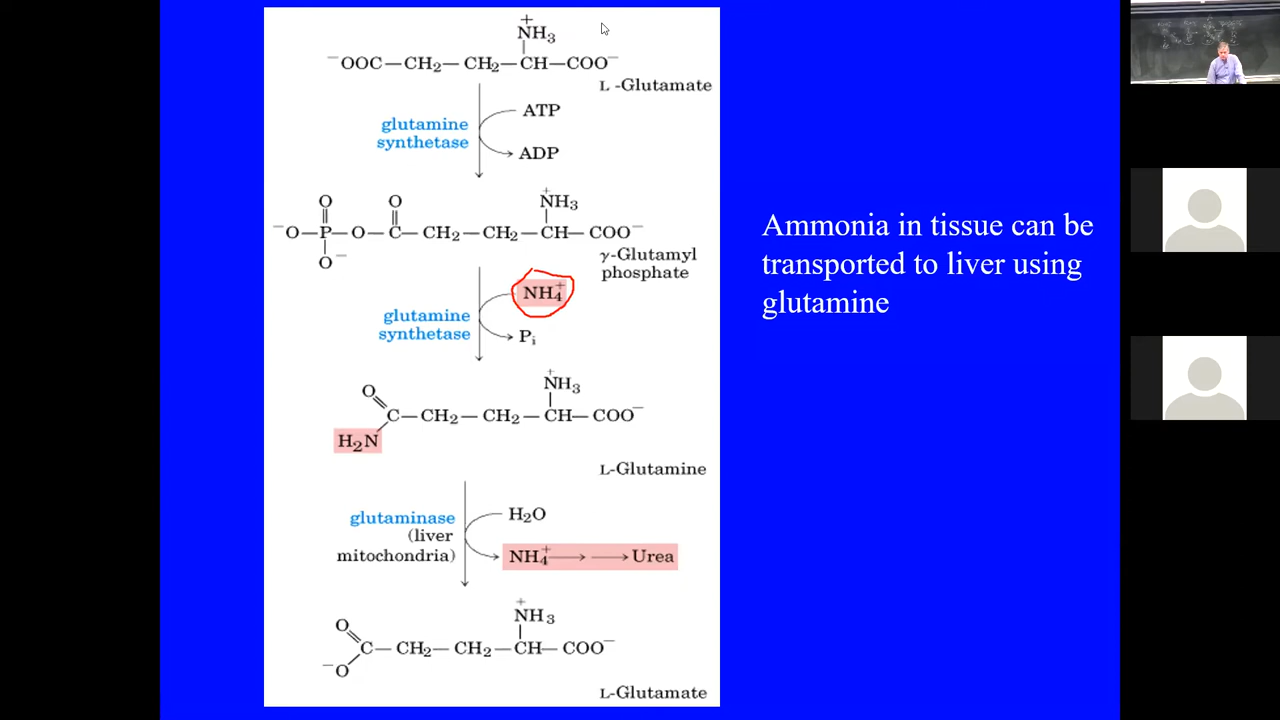 +
NH3
-OOC—CH2—CH2—CH—COO-
L -Glutamate
ATP
glutamine
synthetase
ADP
O O +NH3
-O—P—O—C—CH2—CH2—CH—COO-
O-
γ-Glutamyl
phosphate
NH4+
glutamine
synthetase
Pi
O +NH3
C—CH2—CH2—CH—COO-
H2N
L-Glutamine
H2O
glutaminase
(liver
mitochondria)
NH4+ → → Urea
O +NH3
C—CH2—CH2—CH—COO-
-O
L-Glutamate
Ammonia in tissue can be
transported to liver using
glutamine